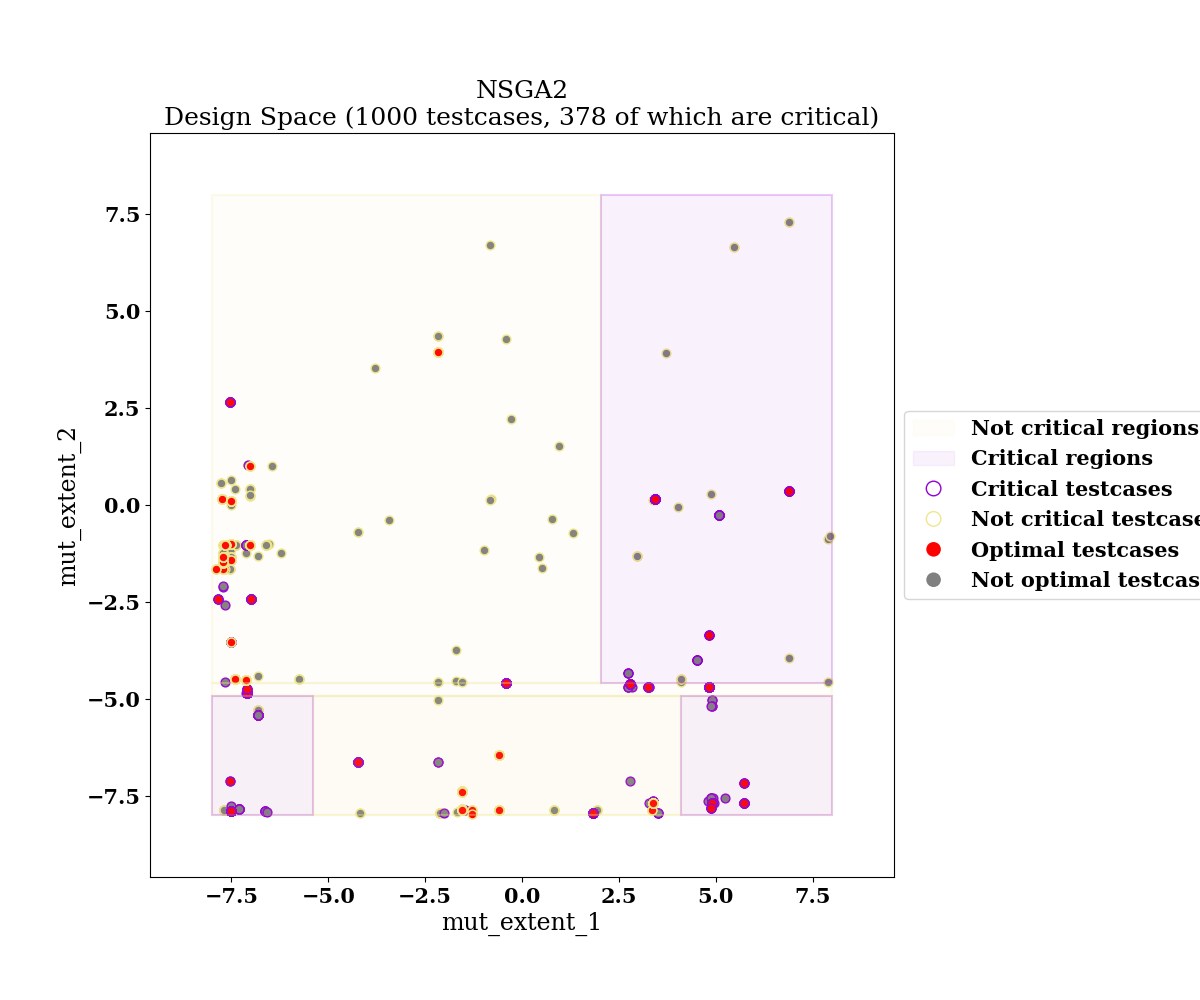 NSGA2
Design Space (1000 testcases, 378 of which are critical)
7.5
5.0
2.5
0.0
−2.5
−5.0
−7.5
mut_extent_2
−7.5 −5.0 −2.5 0.0 2.5 5.0 7.5
mut_extent_1
Not critical regions
Critical regions
Critical testcases
Not critical testcase
Optimal testcases
Not optimal testcas